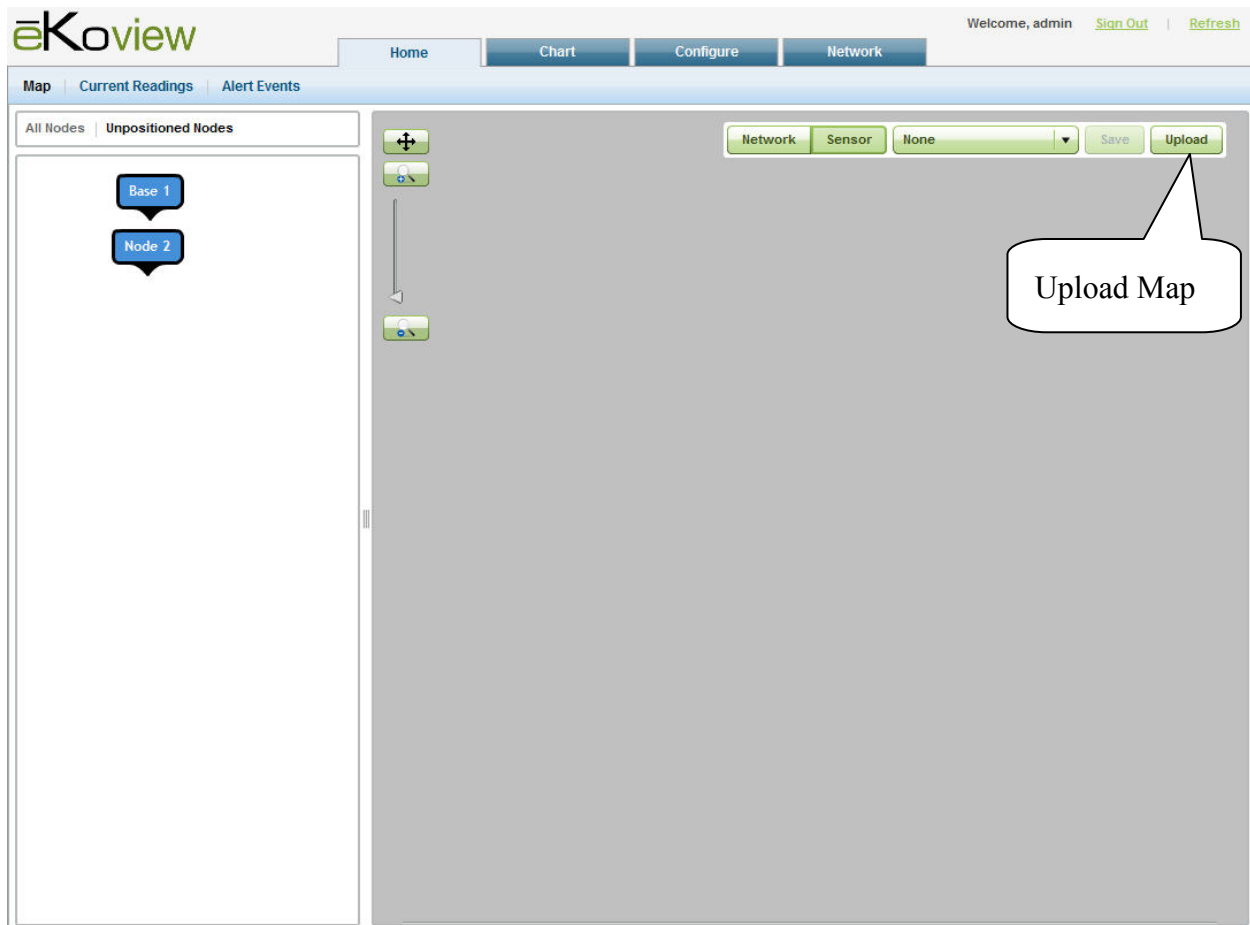 ēKoview
Welcome, admin Sign Out | Refresh
Home Chart Configure Network
Map | Current Readings | Alert Events
All Nodes | Unpositioned Nodes
Network Sensor None Save Upload
Base 1
Node 2
Upload Map